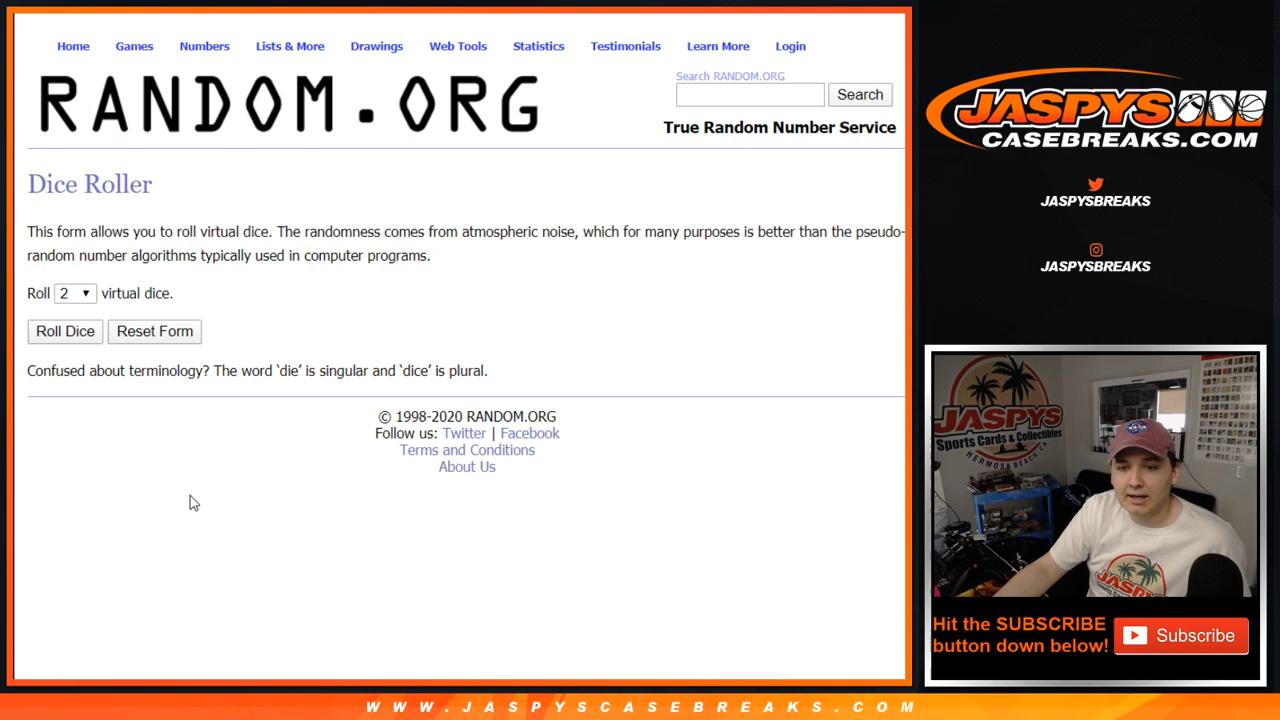 Home Games Numbers Lists & More Drawings Web Tools Statistics Testimonials Learn More Login
RANDOM.ORG
Search RANDOM.ORG
Search
True Random Number Service
Dice Roller
This form allows you to roll virtual dice. The randomness comes from atmospheric noise, which for many purposes is better than the pseudo-
random number algorithms typically used in computer programs.
Roll 2 virtual dice.
Roll Dice Reset Form
Confused about terminology? The word ‘die’ is singular and ‘dice’ is plural.
© 1998-2020 RANDOM.ORG
Follow us: Twitter | Facebook
Terms and Conditions
About Us
JASPYS
CASEBREAKS.COM
JASPYSBREAKS
JASPYSBREAKS
JASPYS
Sports Cards & Collectibles
HERMOSA BEACH, CA
JASPYS
Hit the SUBSCRIBE
button down below!
Subscribe
WWW.JASPYSCASEBREAKS.COM